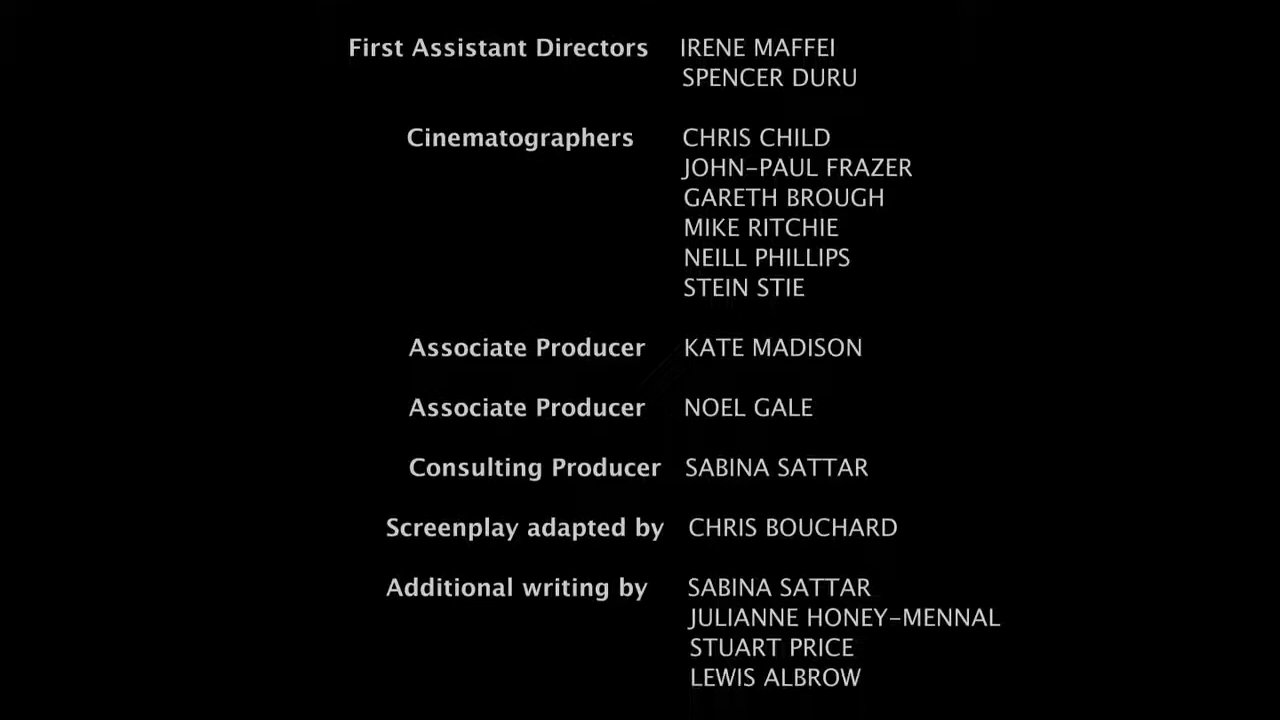 First Assistant Directors IRENE MAFFEI
SPENCER DURU
Cinematographers CHRIS CHILD
JOHN-PAUL FRAZER
GARETH BROUGH
MIKE RITCHIE
NEILL PHILLIPS
STEIN STIE
Associate Producer KATE MADISON
Associate Producer NOEL GALE
Consulting Producer SABINA SATTAR
Screenplay adapted by CHRIS BOUCHARD
Additional writing by SABINA SATTAR
JULIANNE HONEY-MENNAL
STUART PRICE
LEWIS ALBROW